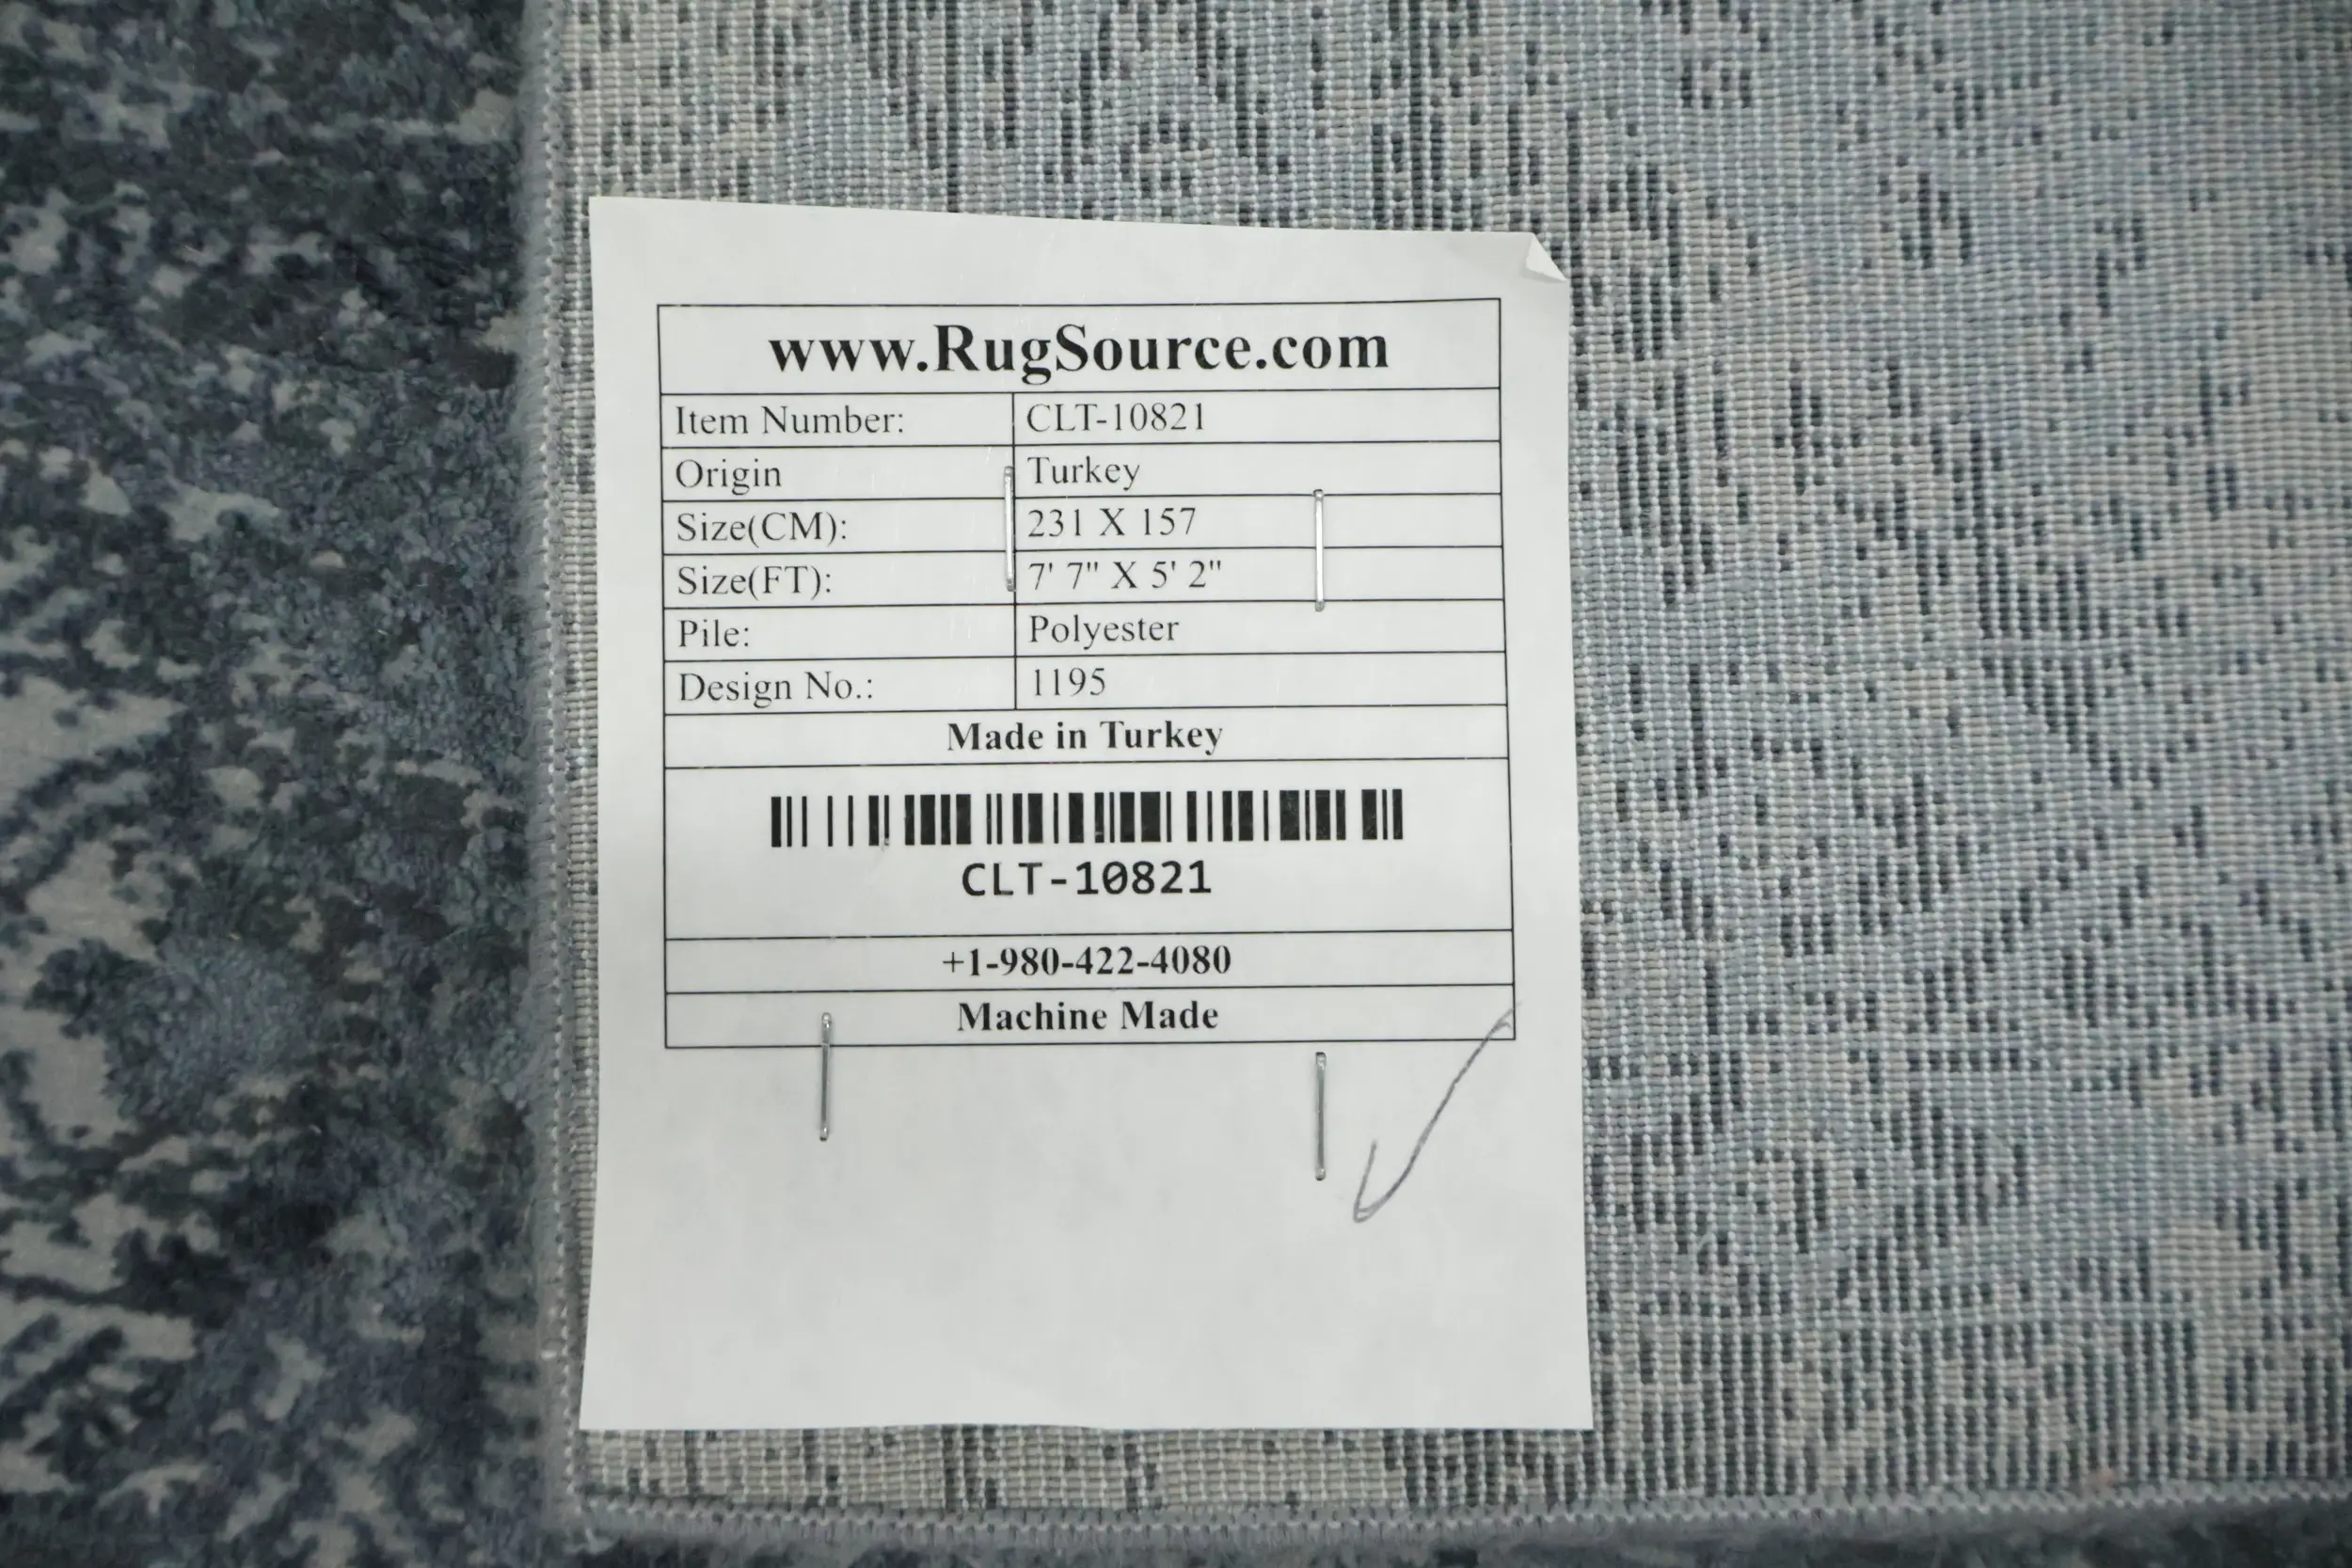 www.RugSource.com
Item Number: CLT-10821
Origin Turkey
Size(CM): 231 X 157
Size(FT): 7' 7" X 5' 2"
Pile: Polyester
Design No.: 1195
Made in Turkey
CLT-10821
+1-980-422-4080
Machine Made